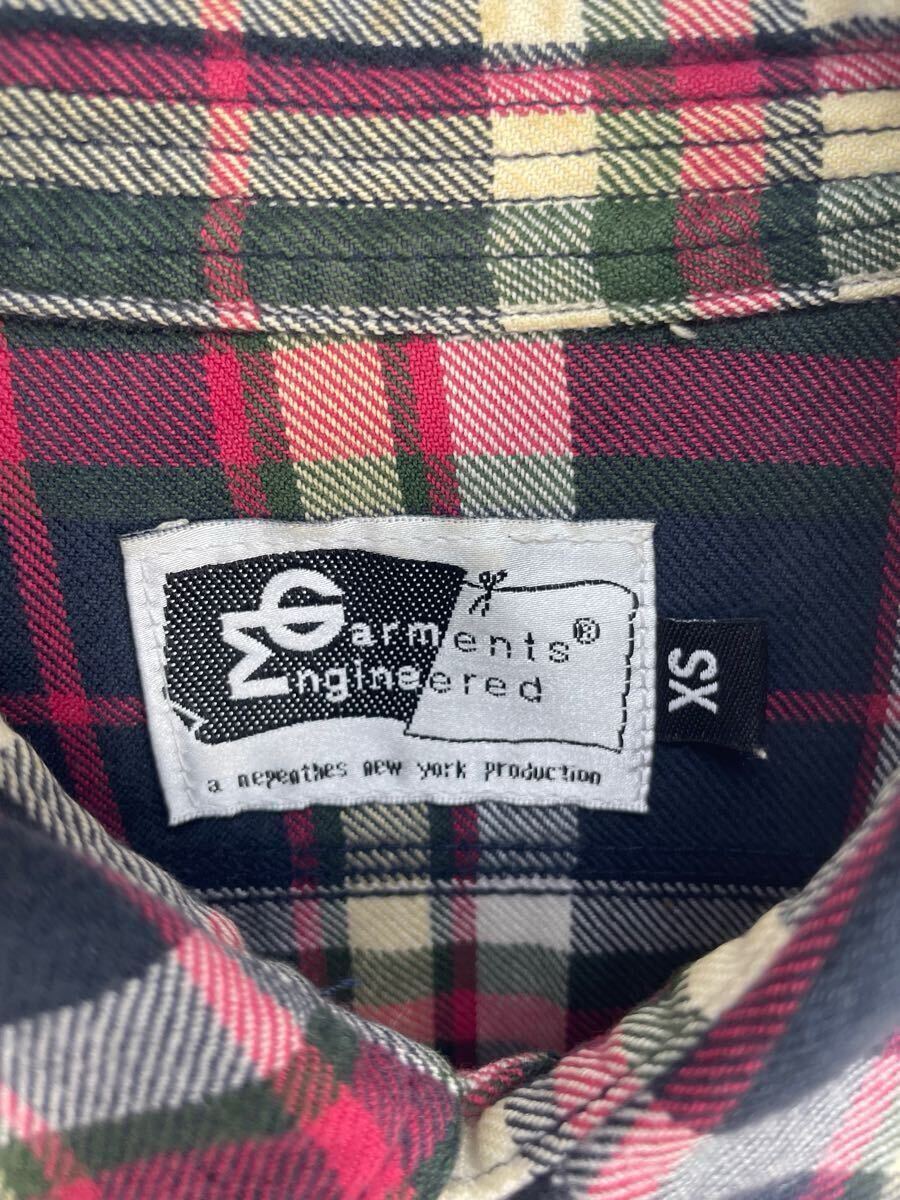 Garments®
Engineered
XS
a nepenthes new york production